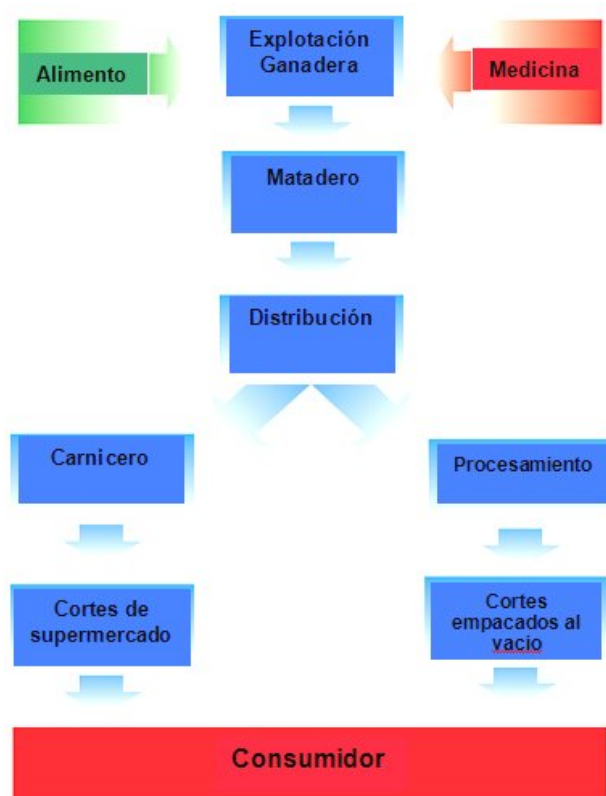 Alimento
Explotación
Ganadera
Medicina
Matadero
Distribución
Carnicero
Procesamiento
Cortes de
supermercado
Cortes
empacados al
vacio
Consumidor